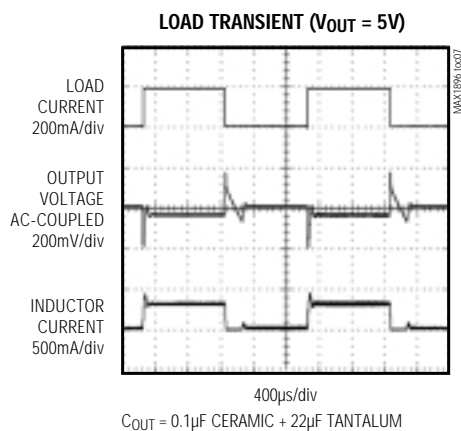 LOAD TRANSIENT (VOUT = 5V)
MAX1896 toc07
LOAD
CURRENT
200mA/div
OUTPUT
VOLTAGE
AC-COUPLED
200mV/div
INDUCTOR
CURRENT
500mA/div
400µs/div
COUT = 0.1µF CERAMIC + 22µF TANTALUM